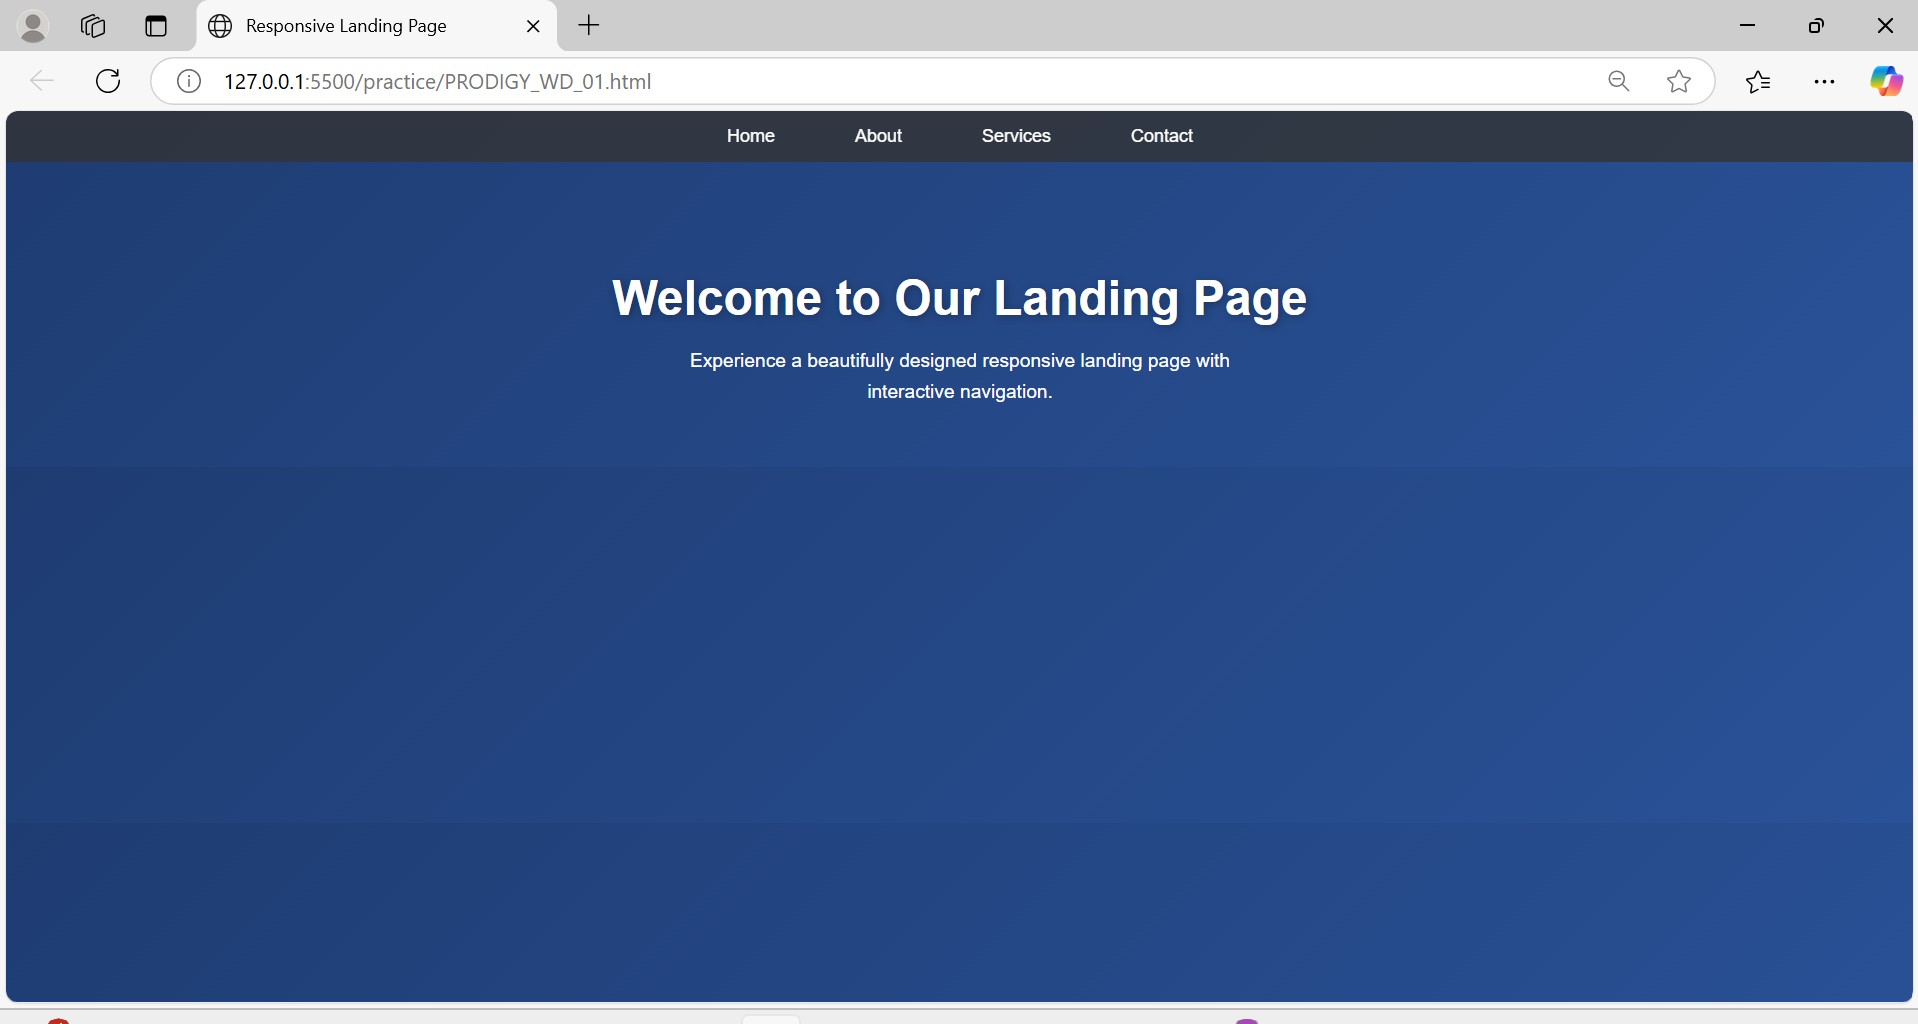 Responsive Landing Page
127.0.0.1:5500/practice/PRODIGY_WD_01.html
Home About Services Contact
Welcome to Our Landing Page
Experience a beautifully designed responsive landing page with
interactive navigation.